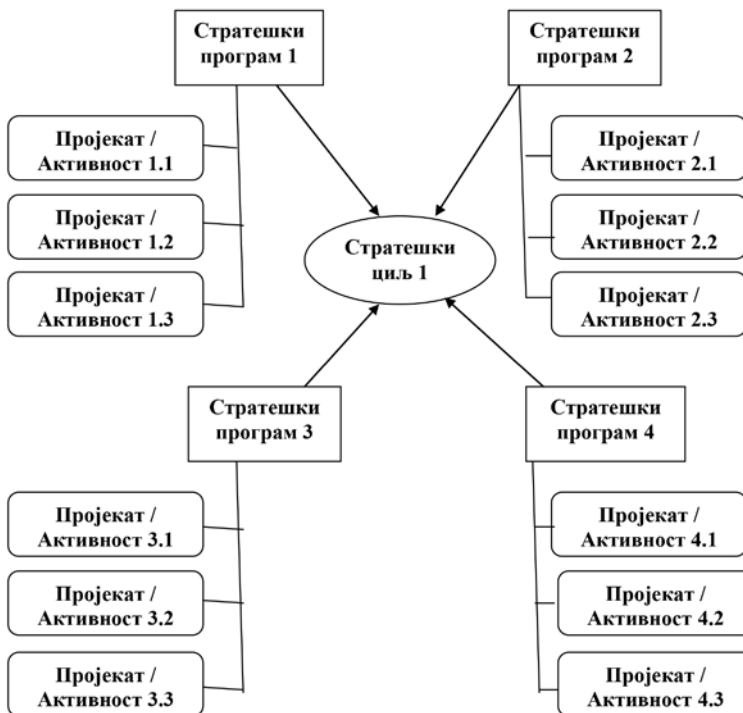 Стратешки
програм 1
Стратешки
програм 2
Пројекат /
Активност 1.1
Пројекат /
Активност 1.2
Пројекат /
Активност 1.3
Пројекат /
Активност 2.1
Пројекат /
Активност 2.2
Пројекат /
Активност 2.3
Стратешки
циљ 1
Стратешки
програм 3
Стратешки
програм 4
Пројекат /
Активност 3.1
Пројекат /
Активност 3.2
Пројекат /
Активност 3.3
Пројекат /
Активност 4.1
Пројекат /
Активност 4.2
Пројекат /
Активност 4.3